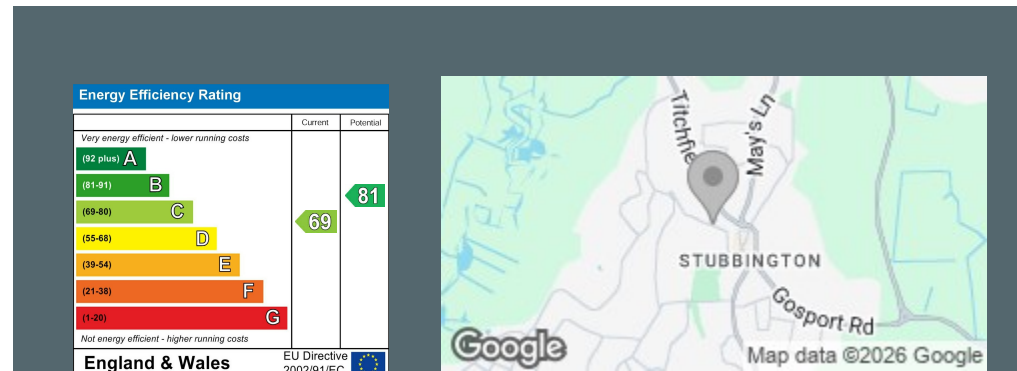 Energy Efficiency Rating
Current Potential
Very energy efficient - lower running costs
(92 plus) A
(81-91) B
(69-80) C
(55-68) D
(39-54) E
(21-38) F
(1-20) G
69
81
Not energy efficient - higher running costs
England & Wales
EU Directive
2002/91/EC
Titchfie
May's Ln
STUBBINGTON
Gosport Rd
Google
Map data ©2026 Google